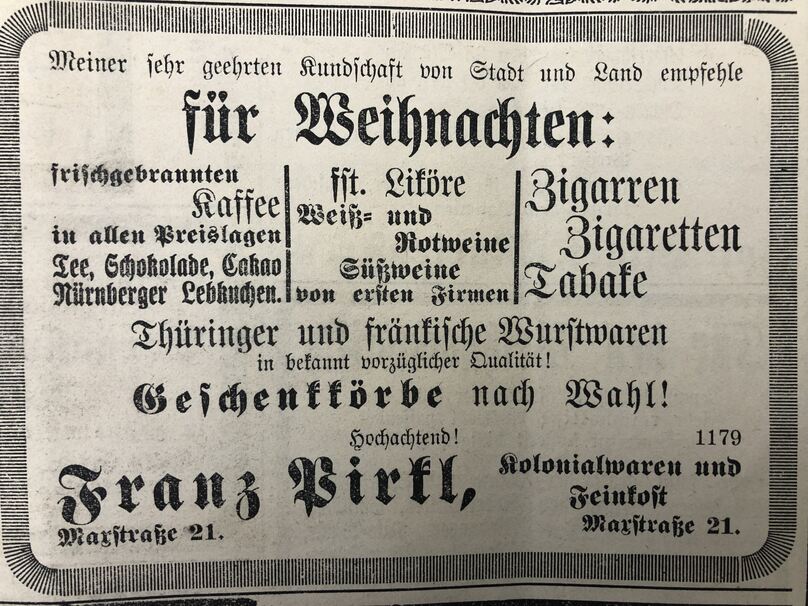 Meiner sehr geehrten Kundschaft von Stadt und Land empfehle
für Weihnachten:
frischgebrannten
Kaffee
in allen Preislagen
Tee, Schokolade, Cakao
Nürnberger Lebkuchen.
fst. Liköre
Weiß- und
Rotweine
Süßweine
von ersten Firmen
Zigarren
Zigaretten
Tabake
Thüringer und fränkische Wurstwaren
in bekannt vorzüglicher Qualität!
Geschenkkörbe nach Wahl!
Hochachtend!
1179
Franz Pirkl,
Marstraße 21.
Kolonialwaren und
Feinkost
Marstraße 21.